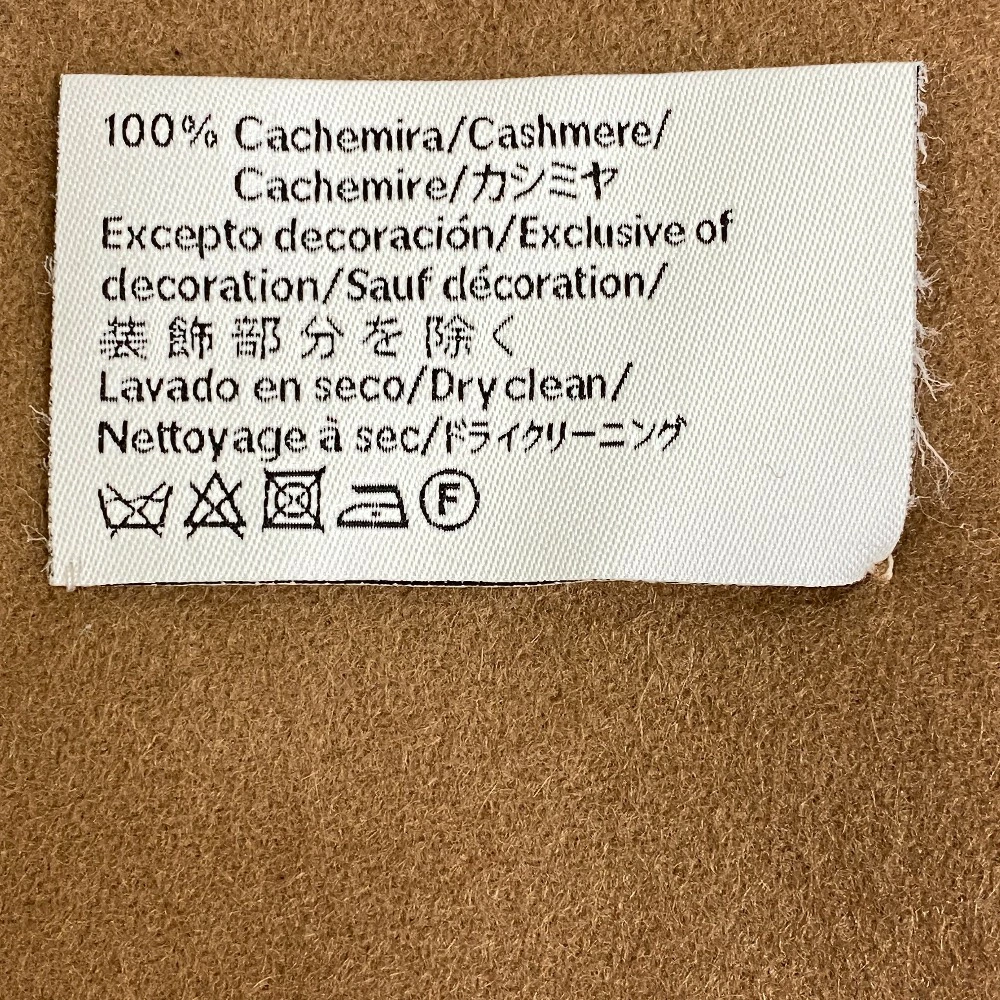 100% Cachemira/Cashmere/
Cachemire/カシミヤ
Excepto decoración/Exclusive of
decoration/Sauf décoration/
装飾部分を除く
Lavado en seco/Dry clean/
Nettoyage à sec/ドライクリーニング
F